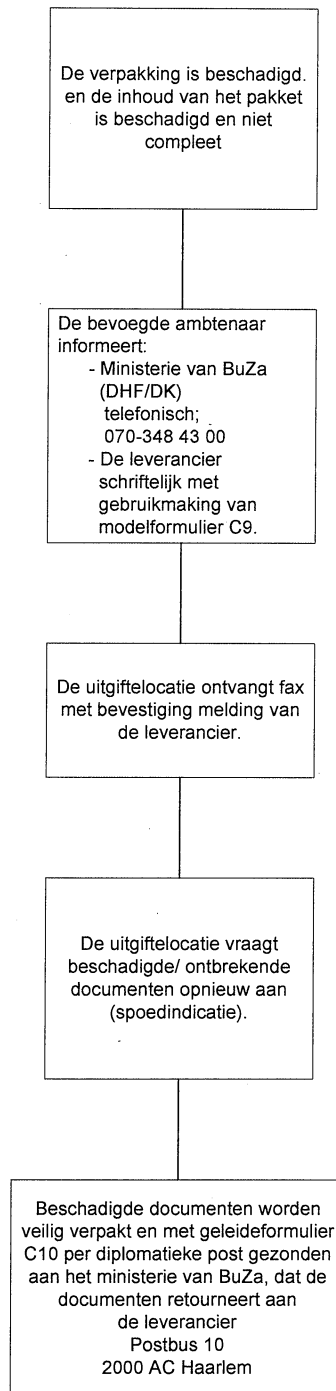 De verpakking is beschadigd.
en de inhoud van het pakket
is beschadigd en niet
compleet
De bevoegde ambtenaar
informeert:
- Ministerie van BuZa
(DHF/DK)
telefonisch;
070-348 43 00
- De leverancier
schriftelijk met
gebruikmaking van
modelformulier C9.
De uitgiftelocatie ontvangt fax
met bevestiging melding van
de leverancier.
De uitgiftelocatie vraagt
beschadigde/ ontbrekende
documenten opnieuw aan
(spoedindicatie).
Beschadigde documenten worden
veilig verpakt en met geleideformulier
C10 per diplomatieke post gezonden
aan het ministerie van BuZa, dat de
documenten retourneert aan
de leverancier
Postbus 10
2000 AC Haarlem